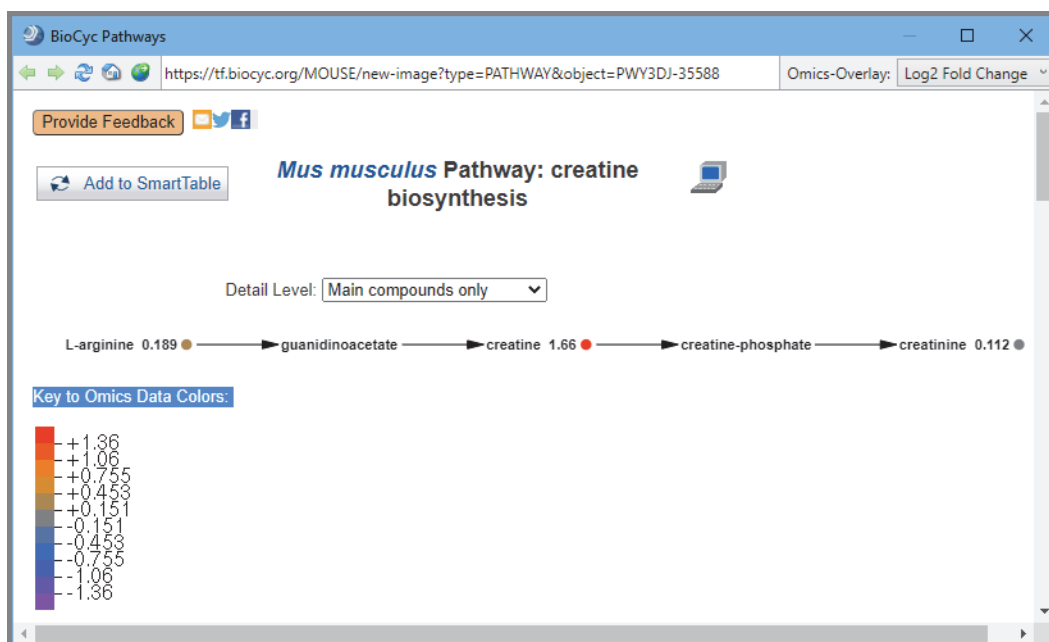 BioCyc Pathways
https://tf.biocyc.org/MOUSE/new-image?type=PATHWAY&object=PWY3DJ-35588 Omics-Overlay: Log2 Fold Change
Provide Feedback
Add to SmartTable
Mus musculus Pathway: creatine
biosynthesis
Detail Level: Main compounds only
L-arginine 0.189 guanidinoacetate creatine 1.66 creatine-phosphate creatinine 0.112
Key to Omics Data Colors:
+1.36
+1.06
+0.755
+0.453
+0.151
-0.151
-0.453
-0.755
-1.06
-1.36